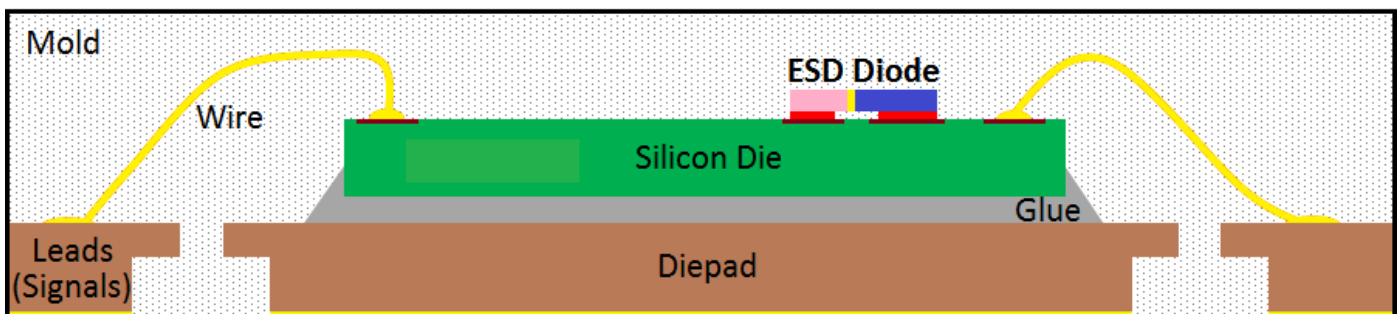 Mold
ESD Diode
Wire
Silicon Die
Glue
Leads
(Signals)
Diepad